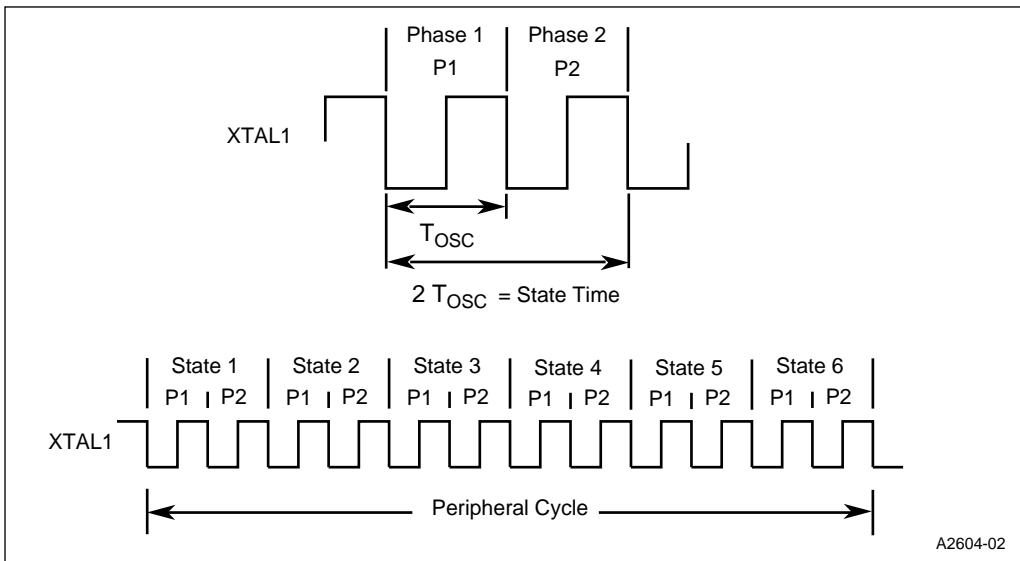 Phase 1 Phase 2
P1 P2
XTAL1
TOSC
2 TOSC = State Time
State 1 State 2 State 3 State 4 State 5 State 6
P1 P2 P1 P2 P1 P2 P1 P2 P1 P2 P1 P2
XTAL1
Peripheral Cycle
A2604-02